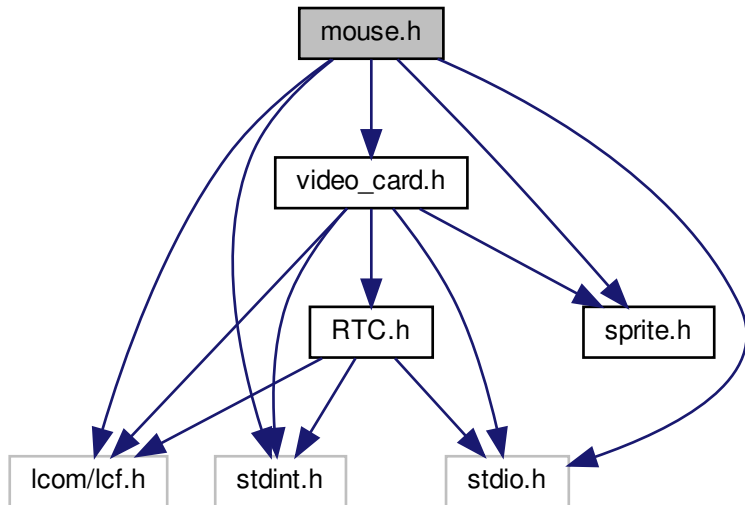 mouse.h
video_card.h
RTC.h
sprite.h
lcom/lcf.h
stdint.h
stdio.h